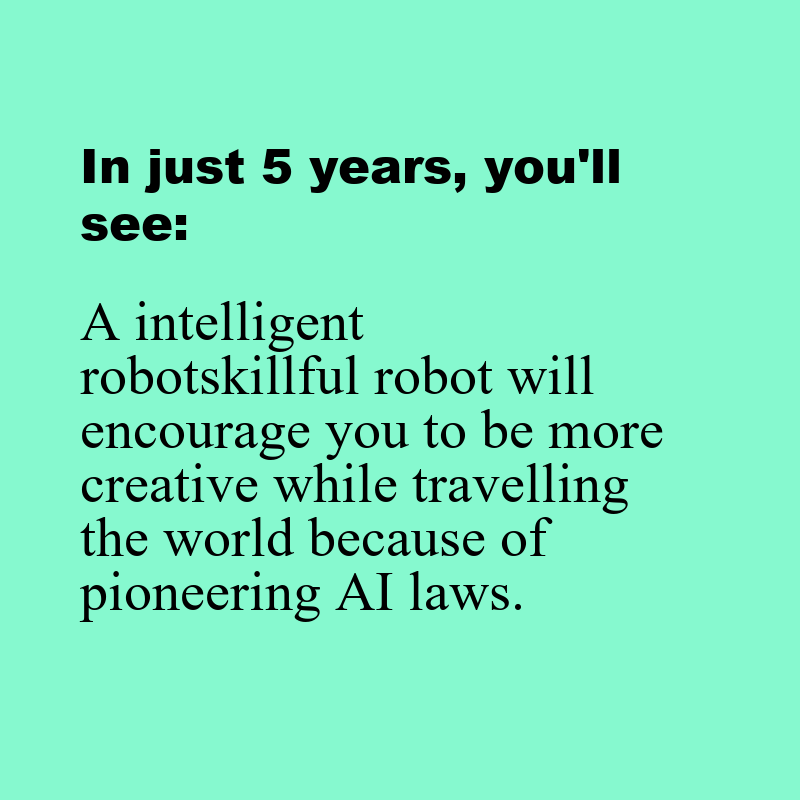 In just 5 years, you'll
see:
A intelligent
robotskillful robot will
encourage you to be more
creative while travelling
the world because of
pioneering AI laws.